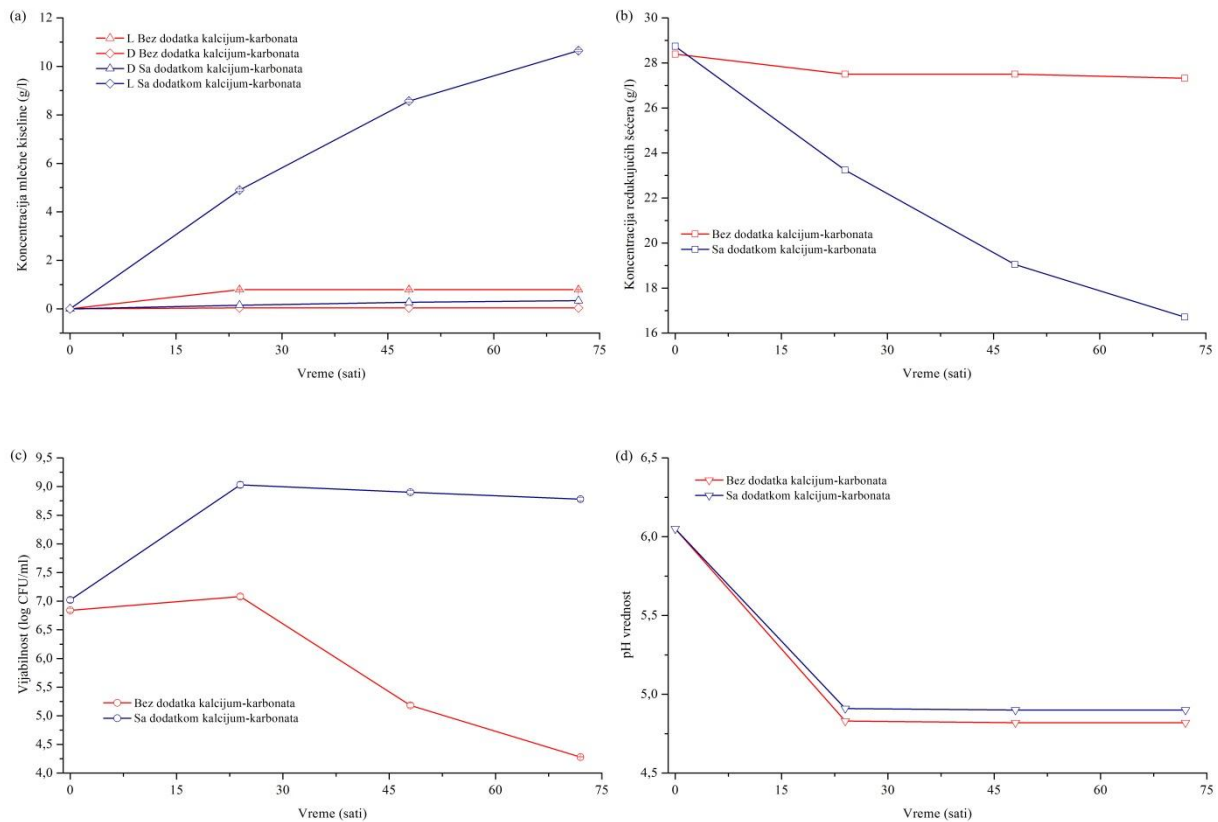 (a)
12
10
8
6
4
2
0
Koncentracija mlečne kiseline (g/l)
L Bez dodatka kalcijum-karbonata
D Bez dodatka kalcijum-karbonata
D Sa dodatkom kalcijum-karbonata
L Sa dodatkom kalcijum-karbonata
0 15 30 45 60 75
Vreme (sati)
(b)
30
28
26
24
22
20
19
18
16
Koncentracija redukujućih šećera (g/l)
Bez dodatka kalcijum-karbonata
Sa dodatkom kalcijum-karbonata
0 15 30 45 60 75
Vreme (sati)
(c)
9,5
9,0
8,5
8,0
7,5
7,0
6,5
6,0
5,5
5,0
4,5
4,0
Vijabilnost (log CFU/ml)
Bez dodatka kalcijum-karbonata
Sa dodatkom kalcijum-karbonata
0 15 30 45 60 75
Vreme (sati)
(d)
6,5
6,0
5,5
5,0
4,5
pH vrednost
Bez dodatka kalcijum-karbonata
Sa dodatkom kalcijum-karbonata
0 15 30 45 60 75
Vreme (sati)